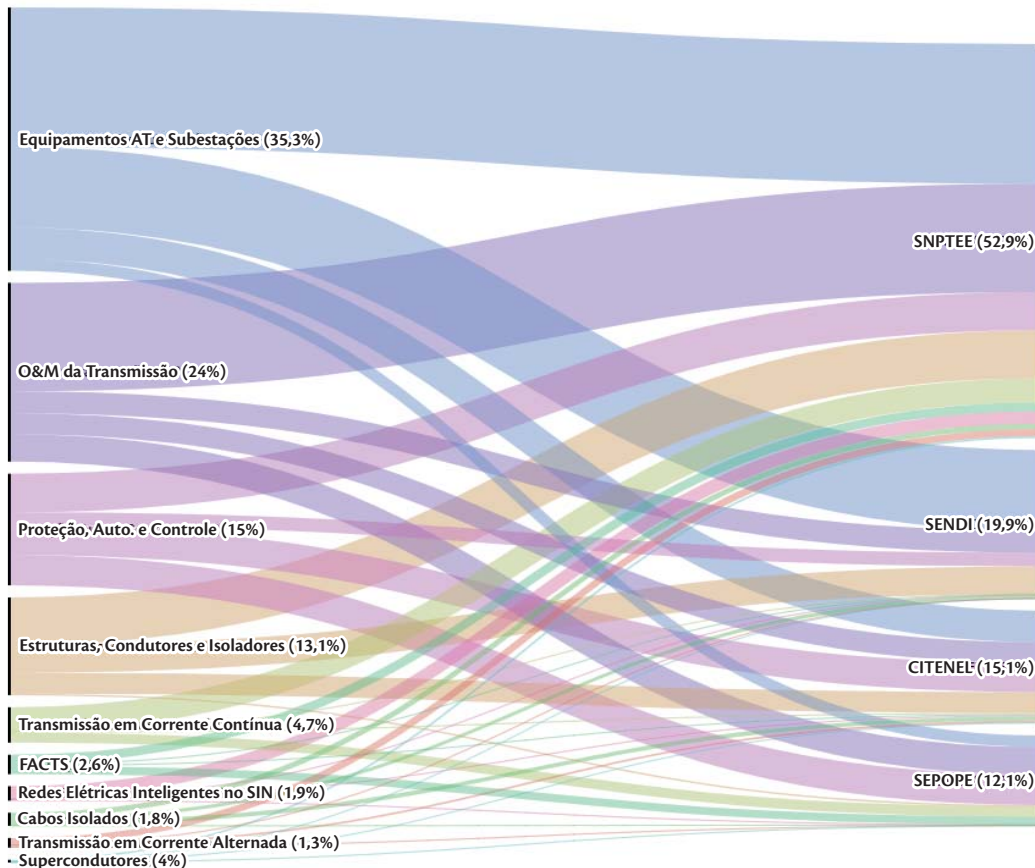 Equipamentos AT e Subestações (35,3%)
O&M da Transmissão (24%)
Proteção, Auto. e Controle (15%)
Estruturas, Condutores e Isoladores (13,1%)
Transmissão em Corrente Contínua (4,7%)
FACTS (2,6%)
Redes Elétricas Inteligentes no SIN (1,9%)
Cabos Isolados (1,8%)
Transmissão em Corrente Alternada (1,3%)
Supercondutores (4%)
SNPTEE (52,9%)
SENDI (19,9%)
CITENEL (15,1%)
SEPOPE (12,1%)